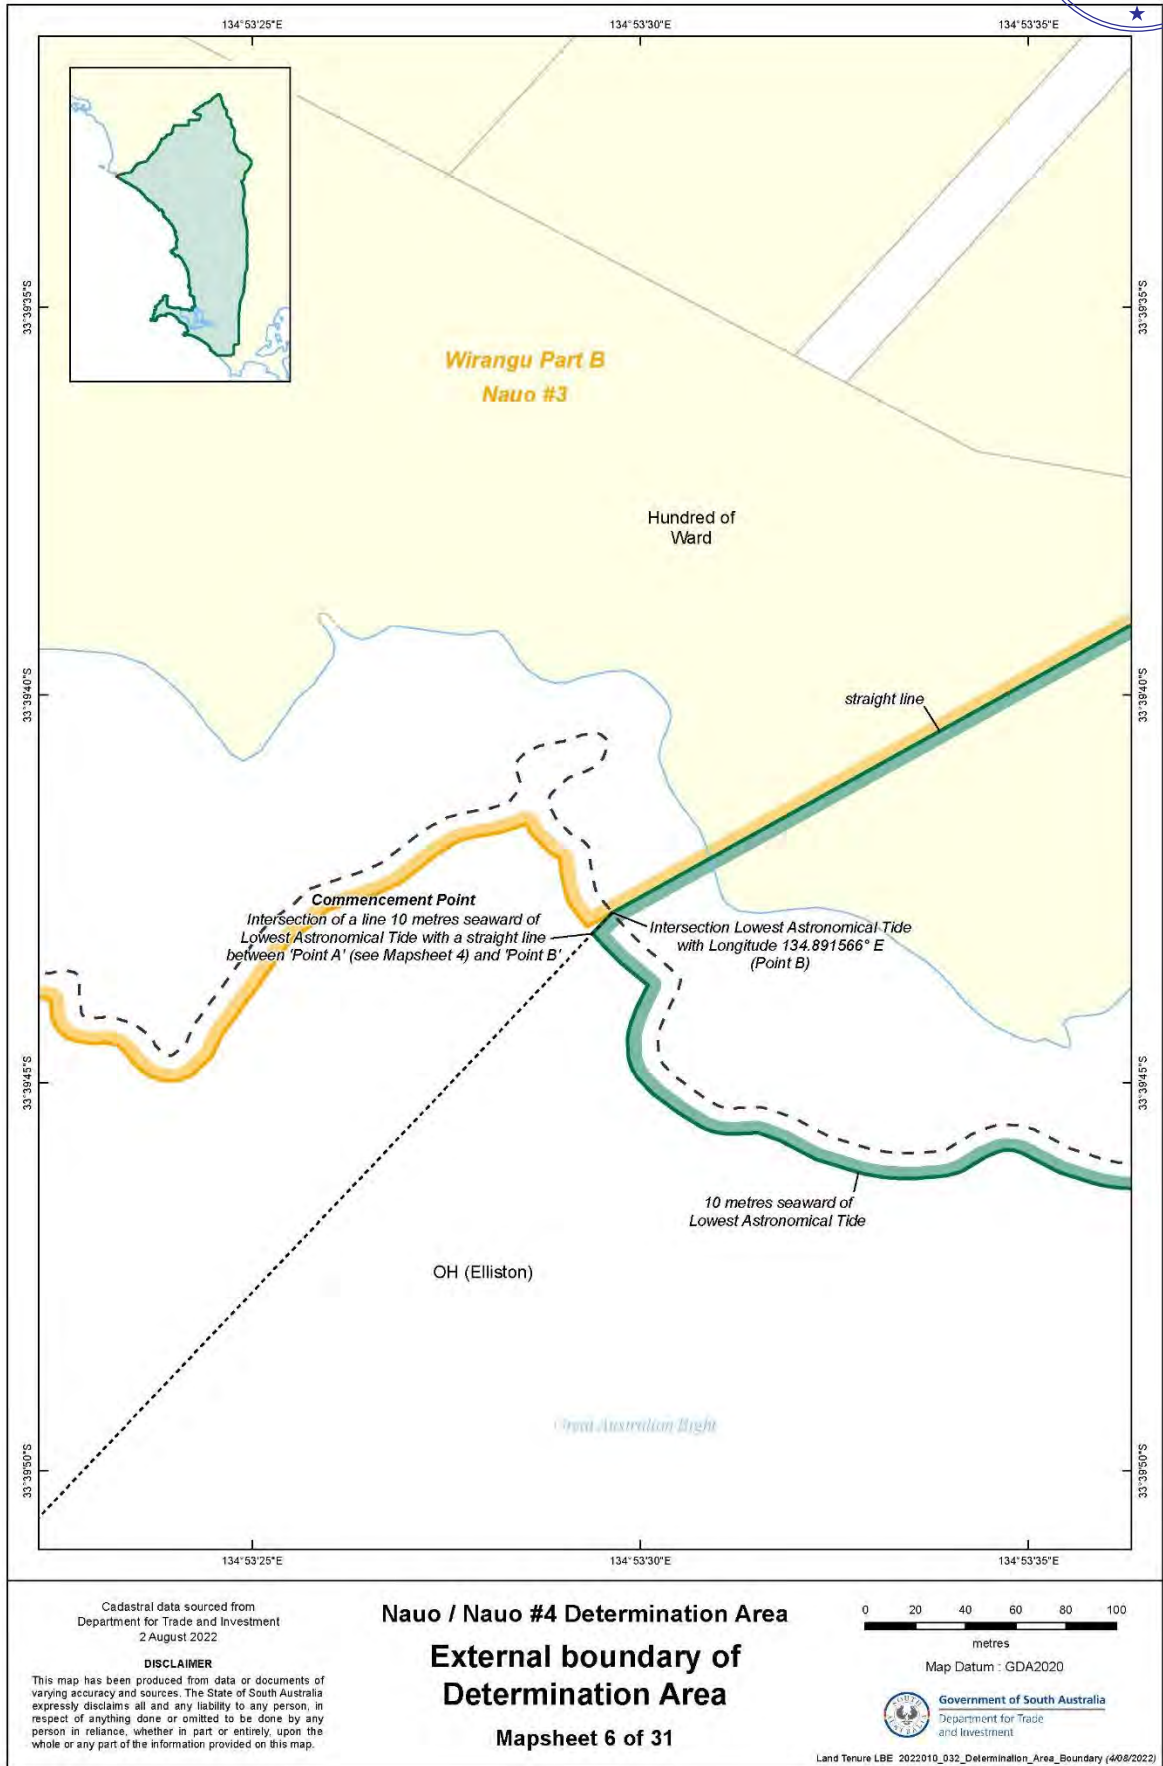 134°53'25"E
134°53'30"E
134°53'35"E
33°39'35"S
33°39'35"S
Wirangu Part B
Nauo #3
Hundred of
Ward
33°39'40"S
33°39'40"S
straight line
Commencement Point
Intersection of a line 10 metres seaward of
Lowest Astronomical Tide with a straight line
between 'Point A' (see Mapsheet 4) and 'Point B'
Intersection Lowest Astronomical Tide
with Longitude 134.891566° E
(Point B)
33°39'45"S
33°39'45"S
10 metres seaward of
Lowest Astronomical Tide
OH (Elliston)
Great Australian Bight
33°39'50"S
33°39'50"S
134°53'25"E
134°53'30"E
134°53'35"E
Cadastral data sourced from
Department for Trade and Investment
2 August 2022
DISCLAIMER
This map has been produced from data or documents of
varying accuracy and sources. The State of South Australia
expressly disclaims all and any liability to any person, in
respect of anything done or omitted to be done by any
person in reliance, whether in part or entirely, upon the
whole or any part of the information provided on this map.
Nauo / Nauo #4 Determination Area
External boundary of
Determination Area
Mapsheet 6 of 31
0 20 40 60 80 100
metres
Map Datum : GDA2020
SOUTH AUSTRALIA
Government of South Australia
Department for Trade
and Investment
Land Tenure LBE 2022010_032_Determination_Area_Boundary (4/08/2022)